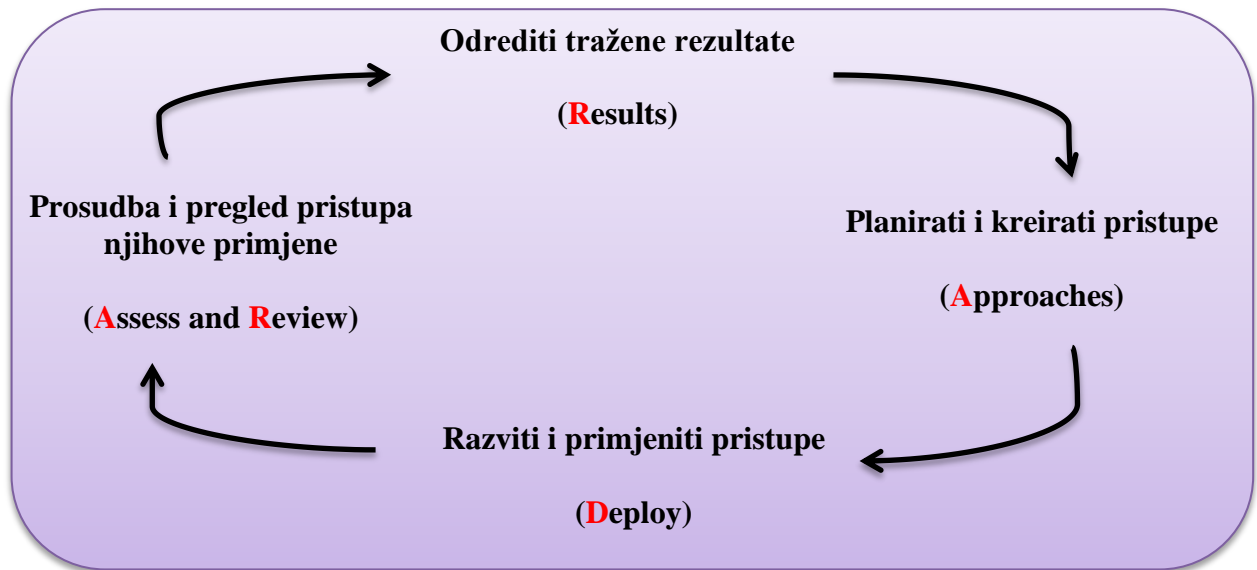 Odrediti tražene rezultate
(Results)
Prosudba i pregled pristupa
njihove primjene
(Assess and Review)
Planirati i kreirati pristupe
(Approaches)
Razviti i primjeniti pristupe
(Deploy)